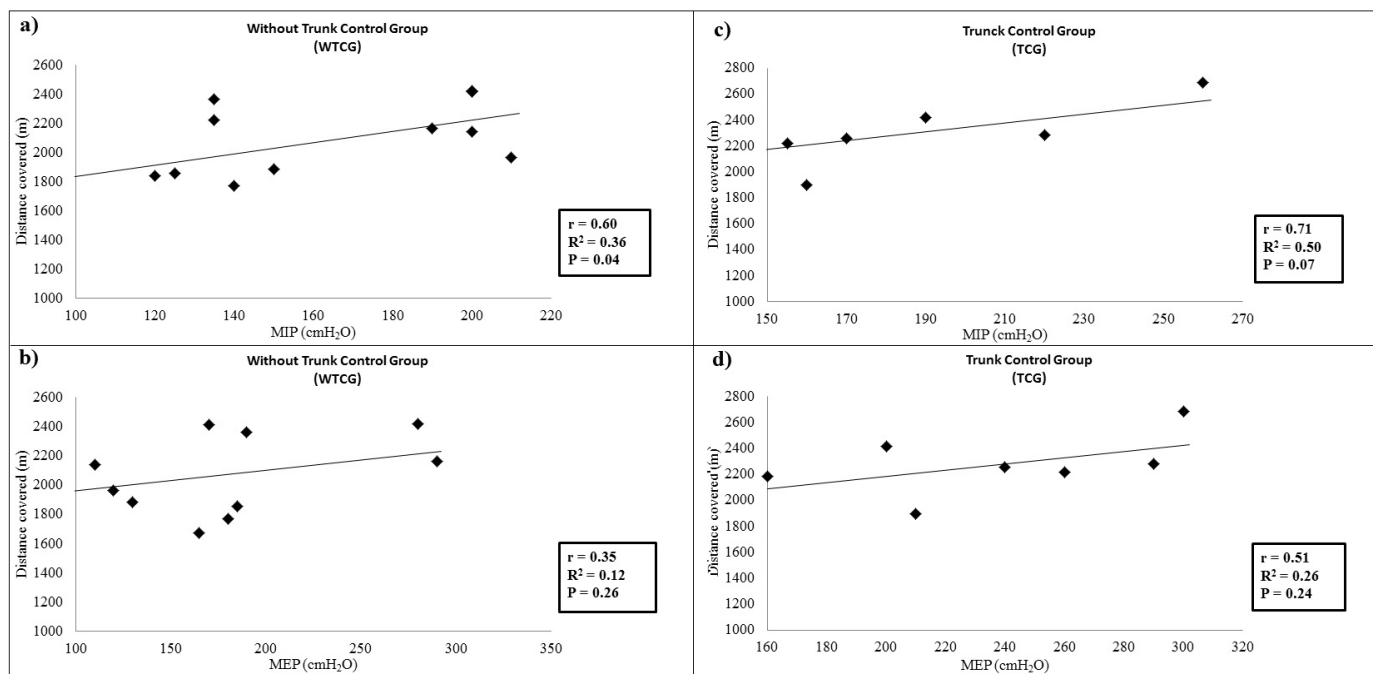 a)
Without Trunk Control Group
(WTCG)
2600
2400
2200
2000
1800
1600
1400
1200
1000
Distance covered (m)
100 120 140 160 180 200 220
MIP (cmH₂O)
r = 0.60
R² = 0.36
P = 0.04
c)
Trunck Control Group
(TCG)
2800
2600
2400
2200
2000
1800
1600
1400
1200
1000
Distance covered (m)
150 170 190 210 230 250 270
MIP (cmH₂O)
r = 0.71
R² = 0.50
P = 0.07
b)
Without Trunk Control Group
(WTCG)
2600
2400
2200
2000
1800
1600
1400
1200
1000
Distance covered (m)
100 150 200 250 300 350
MEP (cmH₂O)
r = 0.35
R² = 0.12
P = 0.26
d)
Trunk Control Group
(TCG)
2800
2600
2400
2200
2000
1800
1600
1400
1200
1000
Distance covered (m)
160 180 200 220 240 260 280 300 320
MEP (cmH₂O)
r = 0.51
R² = 0.26
P = 0.24